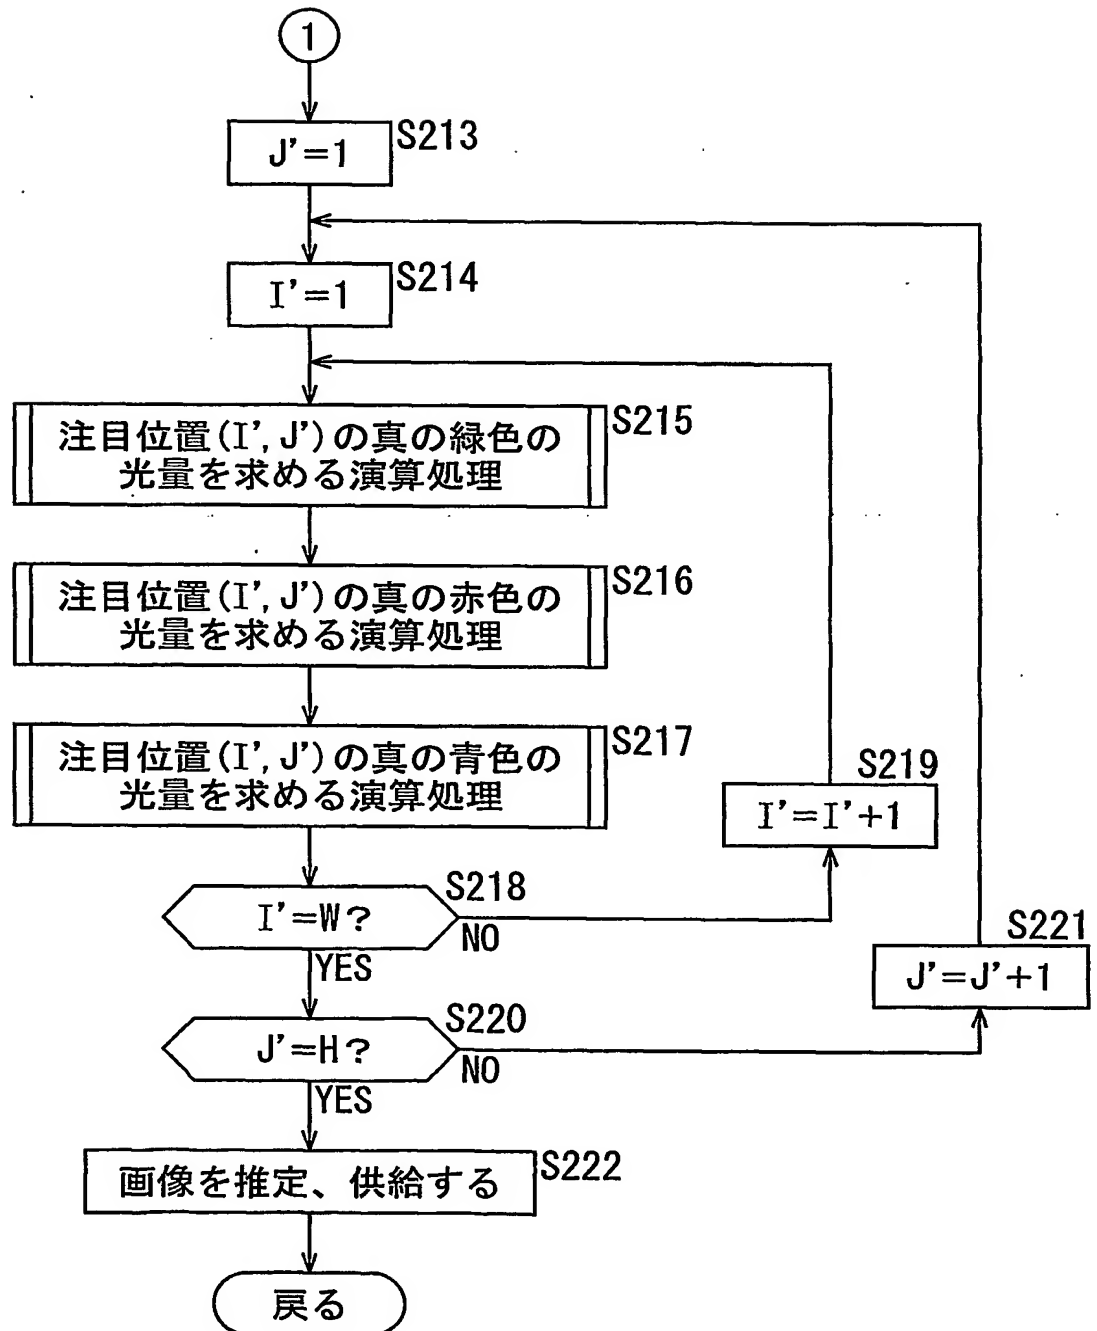 1
J'=1
S213
I'=1
S214
注目位置(I', J')の真の緑色の
光量を求める演算処理
S215
注目位置(I', J')の真の赤色の
光量を求める演算処理
S216
注目位置(I', J')の真の青色の
光量を求める演算処理
S217
S219
I'=I'+1
S218
I'=W?
NO
YES
S221
J'=J'+1
S220
J'=H?
NO
YES
画像を推定、供給する
S222
戻る